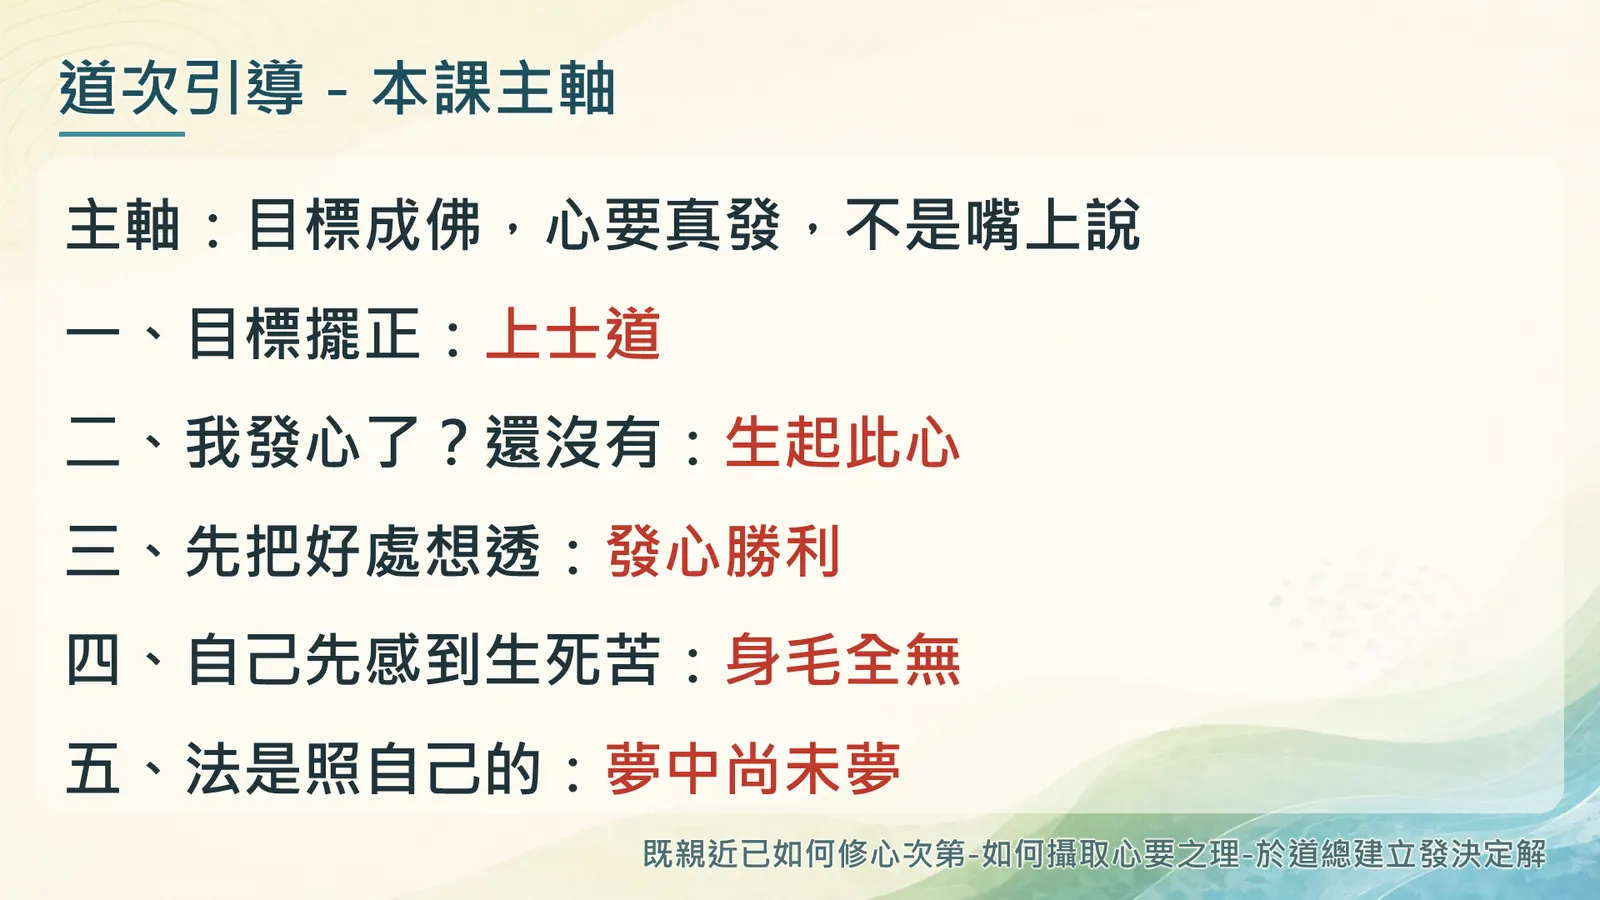 道次引導 - 本課主軸
主軸：目標成佛，心要真發，不是嘴上說
一、目標擺正：上士道
二、我發心了？還沒有：生起此心
三、先把好處想透：發心勝利
四、自己先感到生死苦：身毛全無
五、法是照自己的：夢中尚未夢
既親近已如何修心次第-如何攝取心要之理-於道總建立發決定解